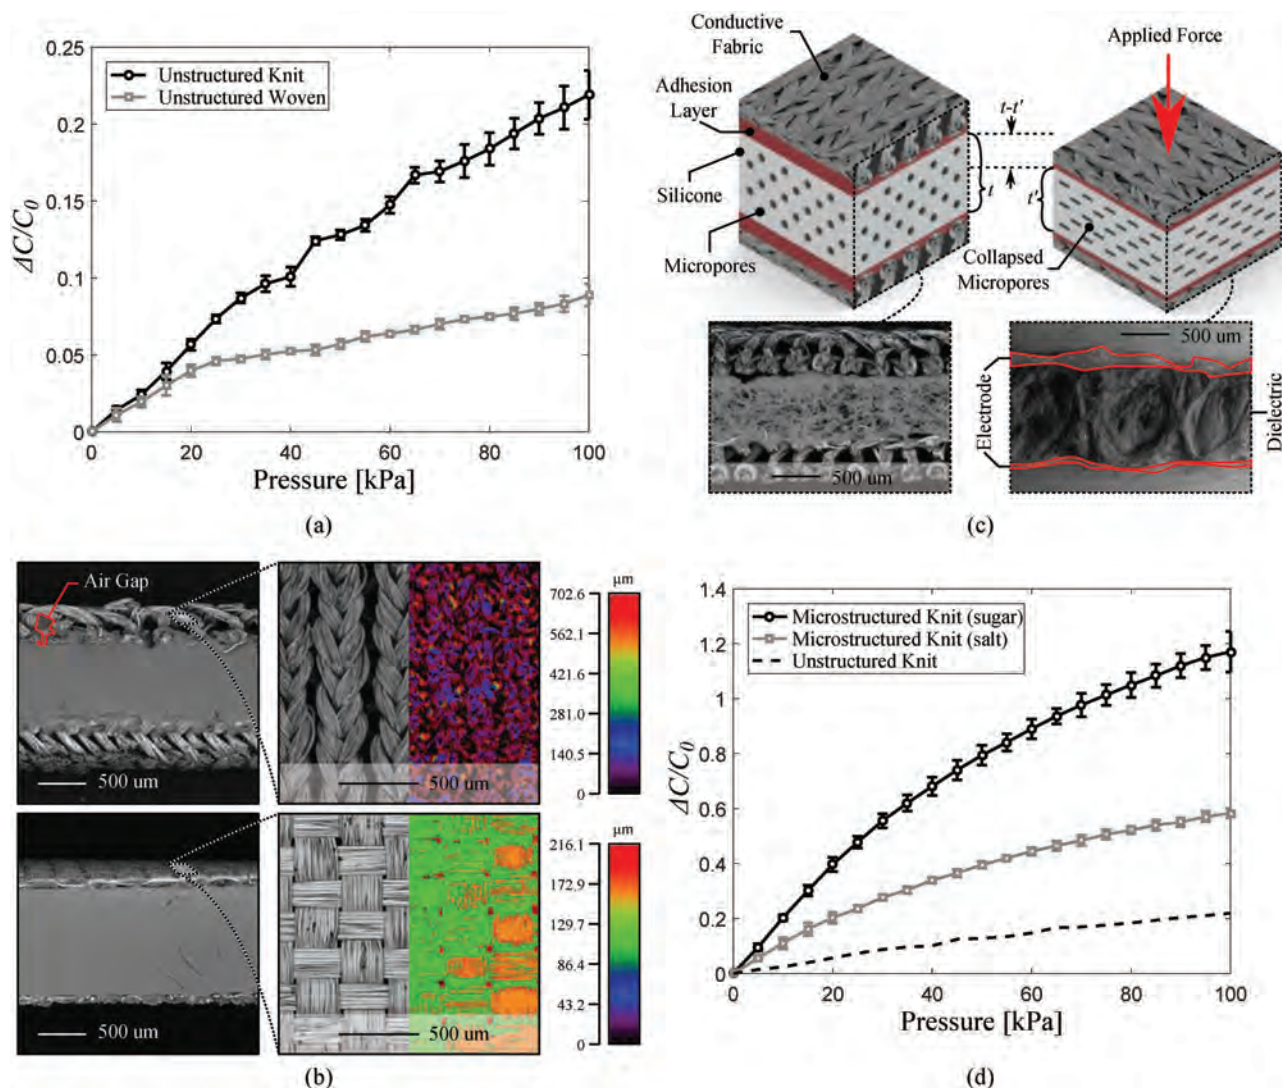 0.25
Unstructured Knit
Unstructured Woven
0.2
0.15
0.1
0.05
0
ΔC/C₀
0 20 40 60 80 100
Pressure [kPa]
(a)
Conductive
Fabric
Adhesion
Layer
Silicone
Micropores
Applied Force
t-t'
t
t'
Collapsed
Micropores
500 um
500 um
Electrode
Dielectric
(c)
Air Gap
500 um
500 um
µm
702.6
562.1
421.6
281.0
140.5
0
500 um
500 um
µm
216.1
172.9
129.7
86.4
43.2
0
(b)
1.4
Microstructured Knit (sugar)
Microstructured Knit (salt)
Unstructured Knit
1.2
1
0.8
0.6
0.4
0.2
0
ΔC/C₀
0 20 40 60 80 100
Pressure [kPa]
(d)